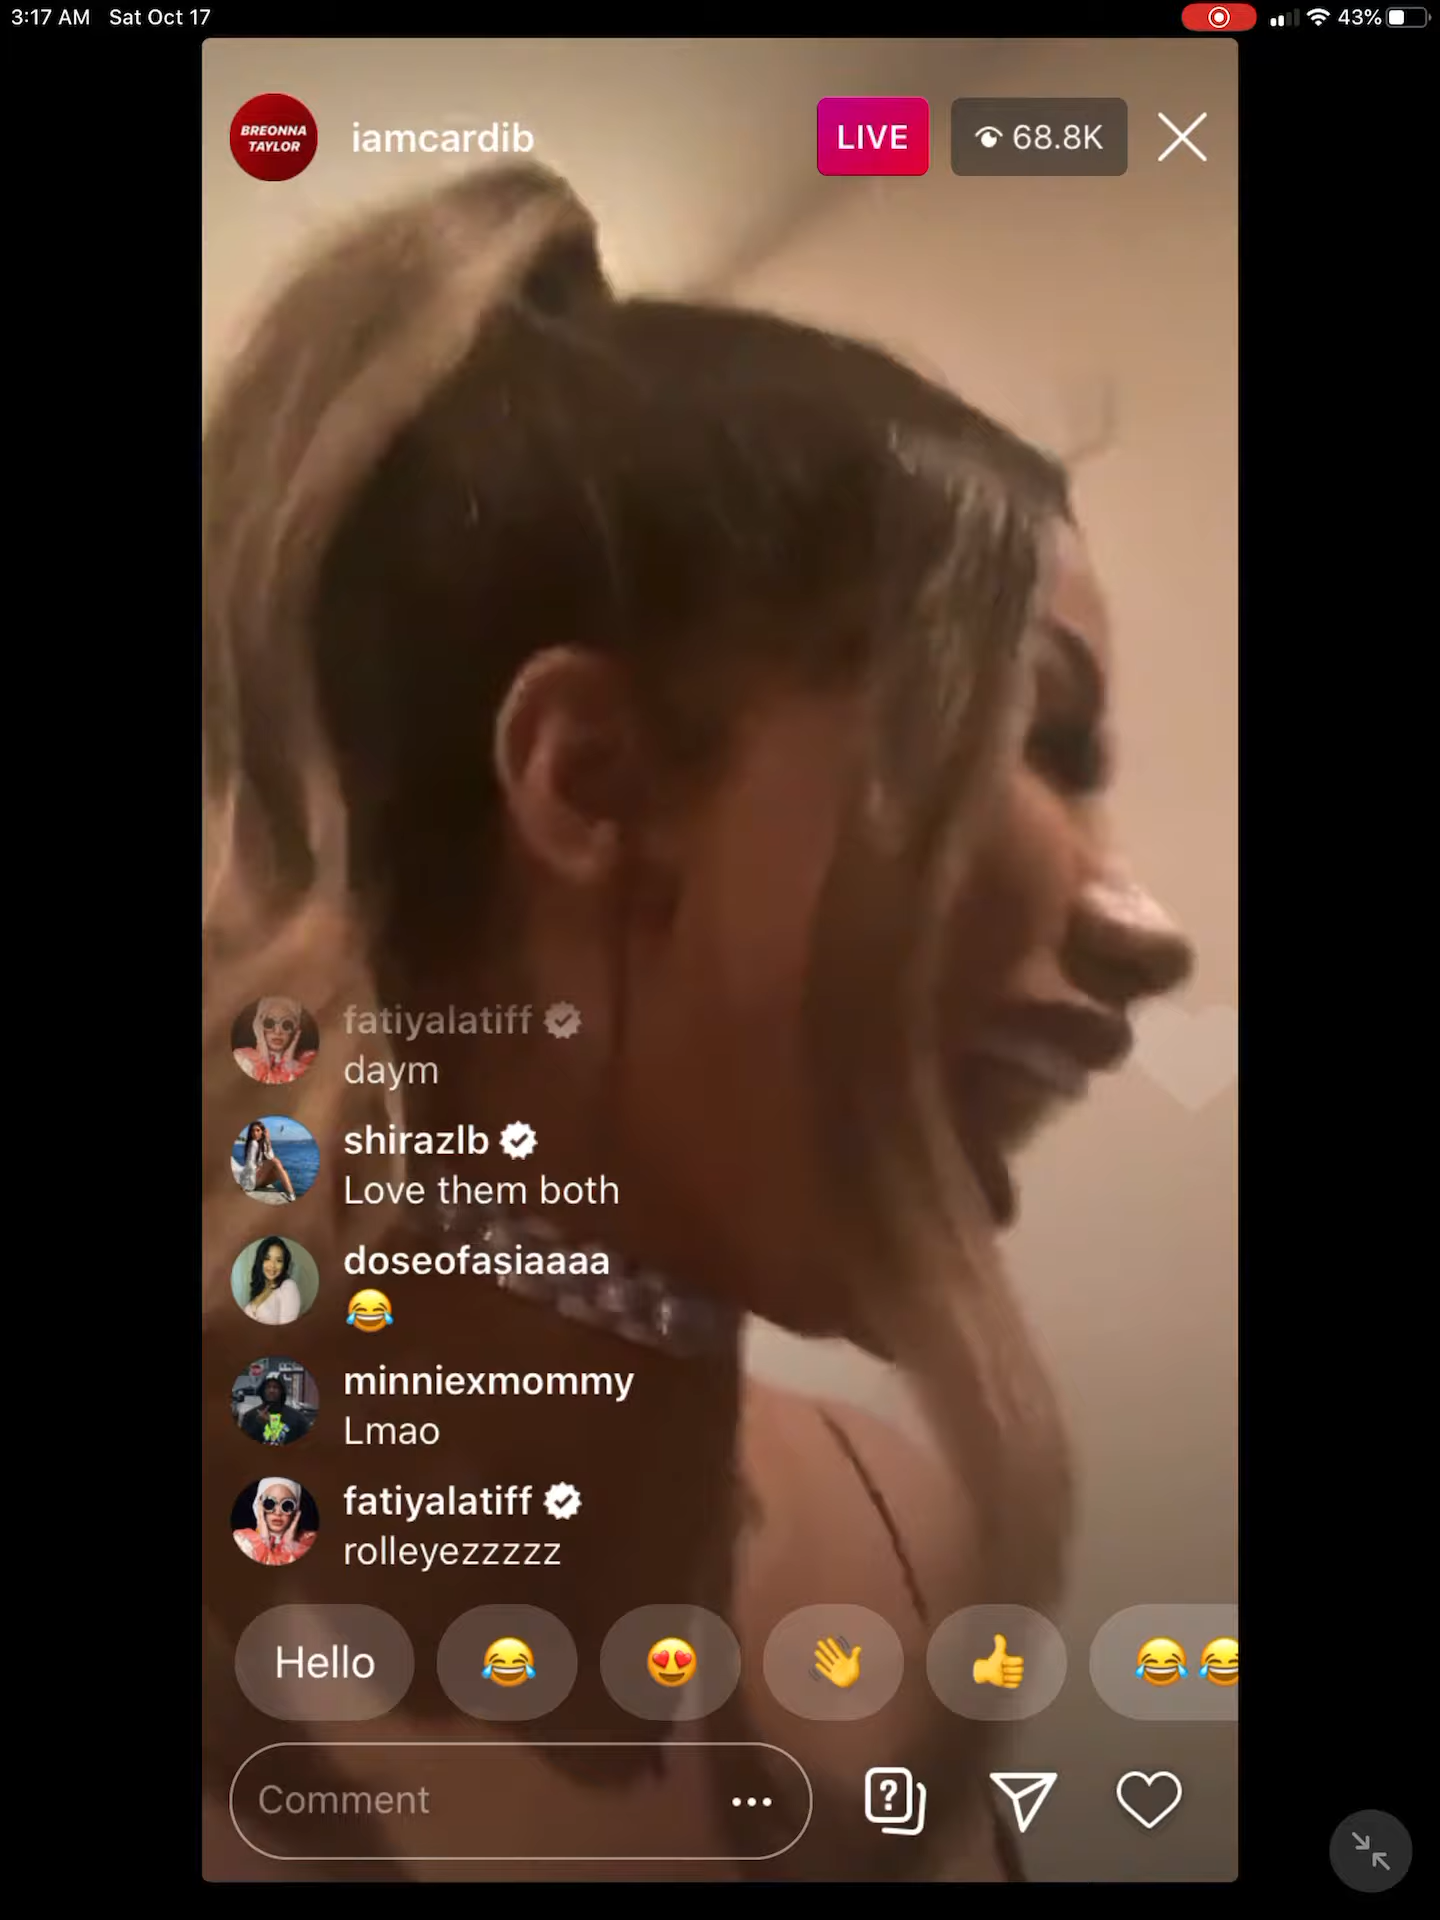 3:17 AM Sat Oct 17
43%
BREONNA
TAYLOR
iamcardib
LIVE
68.8K
fatiyalatiff
daym
shirazlb
Love them both
doseofasiaaaa
😂
minniexmommy
Lmao
fatiyalatiff
rolleyezzzzz
Hello 😂 😍 👋 👍 😂😂
Comment
?